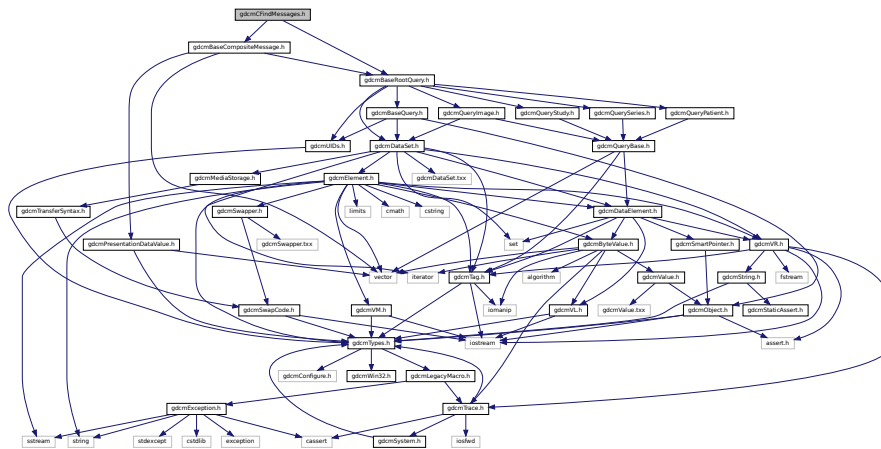 gdcmCFindMessages.h
gdcmBaseCompositeMessage.h
gdcmBaseRootQuery.h
gdcmBaseQuery.h
gdcmQueryImage.h
gdcmQueryStudy.h
gdcmQuerySeries.h
gdcmQueryPatient.h
gdcmUIDs.h
gdcmDataSet.h
gdcmQueryBase.h
gdcmMediaStorage.h
gdcmElement.h
gdcmDataSet.txx
gdcmTransferSyntax.h
gdcmSwapper.h
limits
cmath
cstring
gdcmDataElement.h
gdcmPresentationDataValue.h
gdcmSwapper.txx
set
gdcmByteValue.h
gdcmSmartPointer.h
gdcmVR.h
vector
iterator
gdcmTag.h
algorithm
gdcmValue.h
gdcmString.h
fstream
gdcmSwapCode.h
gdcmVM.h
iomanip
gdcmVL.h
gdcmValue.txx
gdcmObject.h
gdcmStaticAssert.h
gdcmTypes.h
iostream
assert.h
gdcmConfigure.h
gdcmWin32.h
gdcmLegacyMacro.h
gdcmException.h
gdcmTrace.h
sstream
string
stdexcept
cstdlib
exception
cassert
gdcmSystem.h
iosfwd